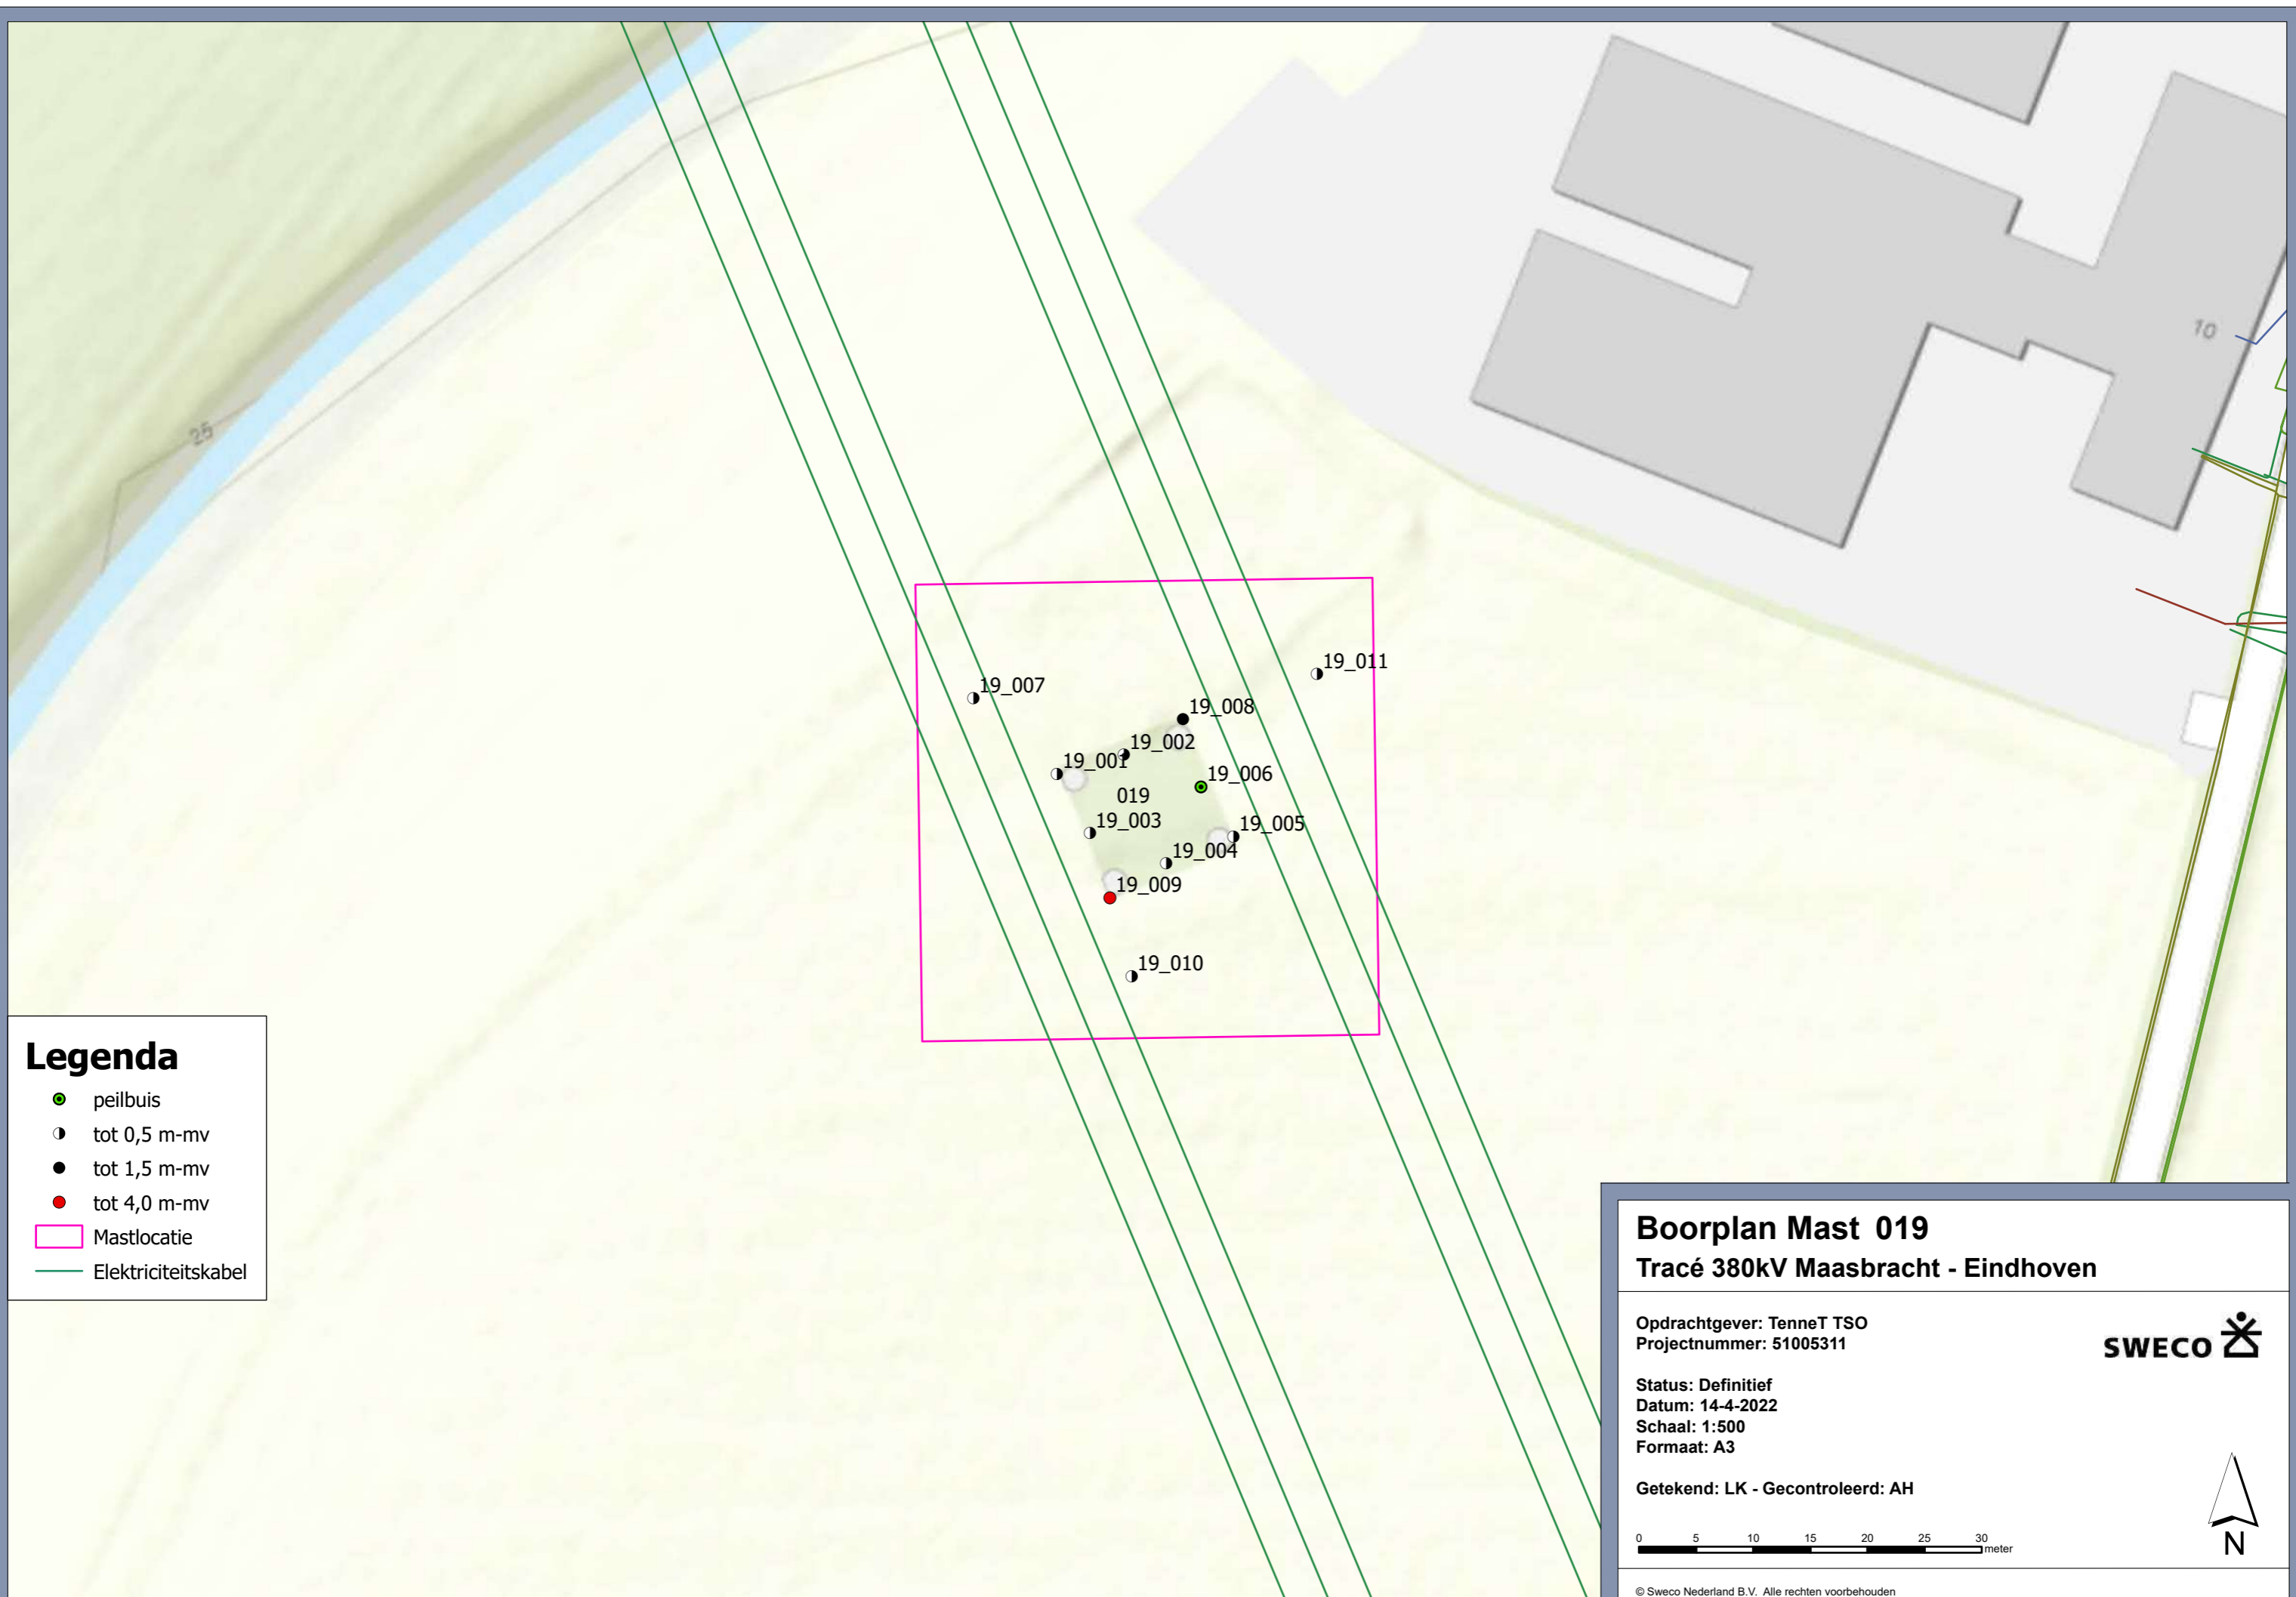 25
10
19_011
19_007
19_008
19_002
19_001
19_006
019
19_003
19_005
19_004
19_009
19_010
Legenda
peilbuis
tot 0,5 m-mv
tot 1,5 m-mv
tot 4,0 m-mv
Mastlocatie
Elektriciteitskabel
Boorplan Mast 019
Tracé 380kV Maasbracht - Eindhoven
Opdrachtgever: TenneT TSO
Projectnummer: 51005311
SWECO
Status: Definitief
Datum: 14-4-2022
Schaal: 1:500
Formaat: A3
Getekend: LK - Gecontroleerd: AH
0 5 10 15 20 25 30
meter
N
© Sweco Nederland B.V. Alle rechten voorbehouden